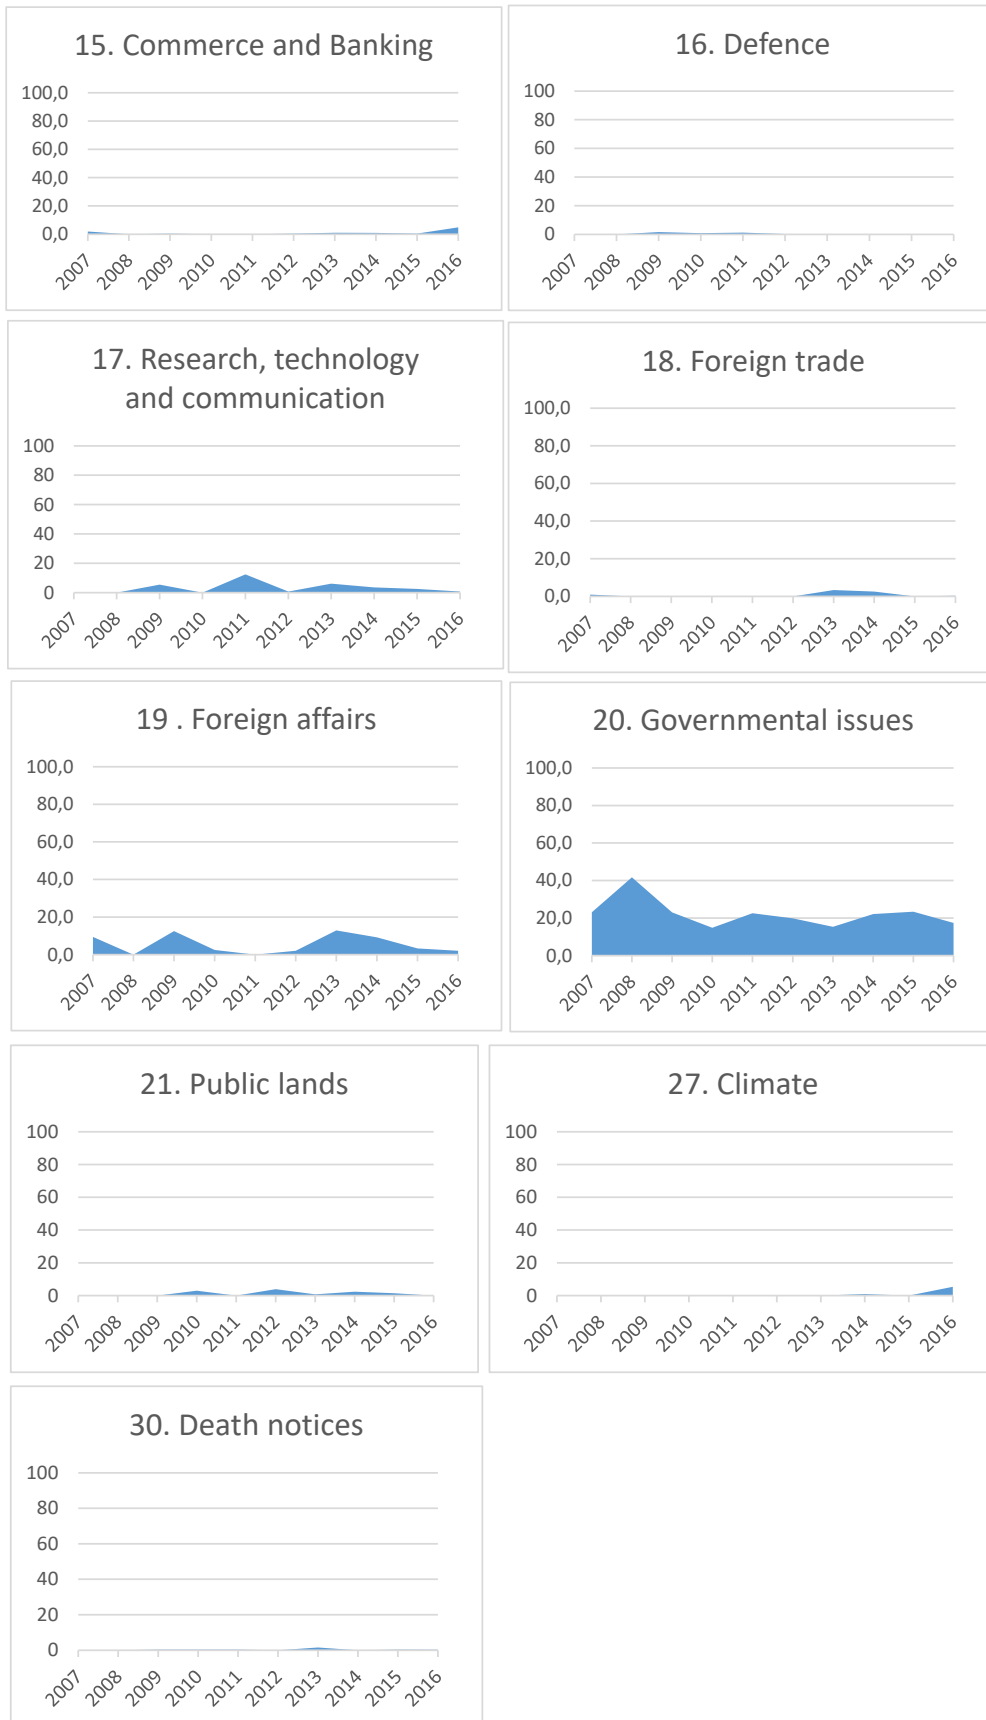 15. Commerce and Banking
100,0
80,0
60,0
40,0
20,0
0,0
2007 2008 2009 2010 2011 2012 2013 2014 2015 2016
16. Defence
100
80
60
40
20
0
2007 2008 2009 2010 2011 2012 2013 2014 2015 2016
17. Research, technology
and communication
100
80
60
40
20
0
2007 2008 2009 2010 2011 2012 2013 2014 2015 2016
18. Foreign trade
100,0
80,0
60,0
40,0
20,0
0,0
2007 2008 2009 2010 2011 2012 2013 2014 2015 2016
19 . Foreign affairs
100,0
80,0
60,0
40,0
20,0
0,0
2007 2008 2009 2010 2011 2012 2013 2014 2015 2016
20. Governmental issues
100,0
80,0
60,0
40,0
20,0
0,0
2007 2008 2009 2010 2011 2012 2013 2014 2015 2016
21. Public lands
100
80
60
40
20
0
2007 2008 2009 2010 2011 2012 2013 2014 2015 2016
27. Climate
100
80
60
40
20
0
2007 2008 2009 2010 2011 2012 2013 2014 2015 2016
30. Death notices
100
80
60
40
20
0
2007 2008 2009 2010 2011 2012 2013 2014 2015 2016